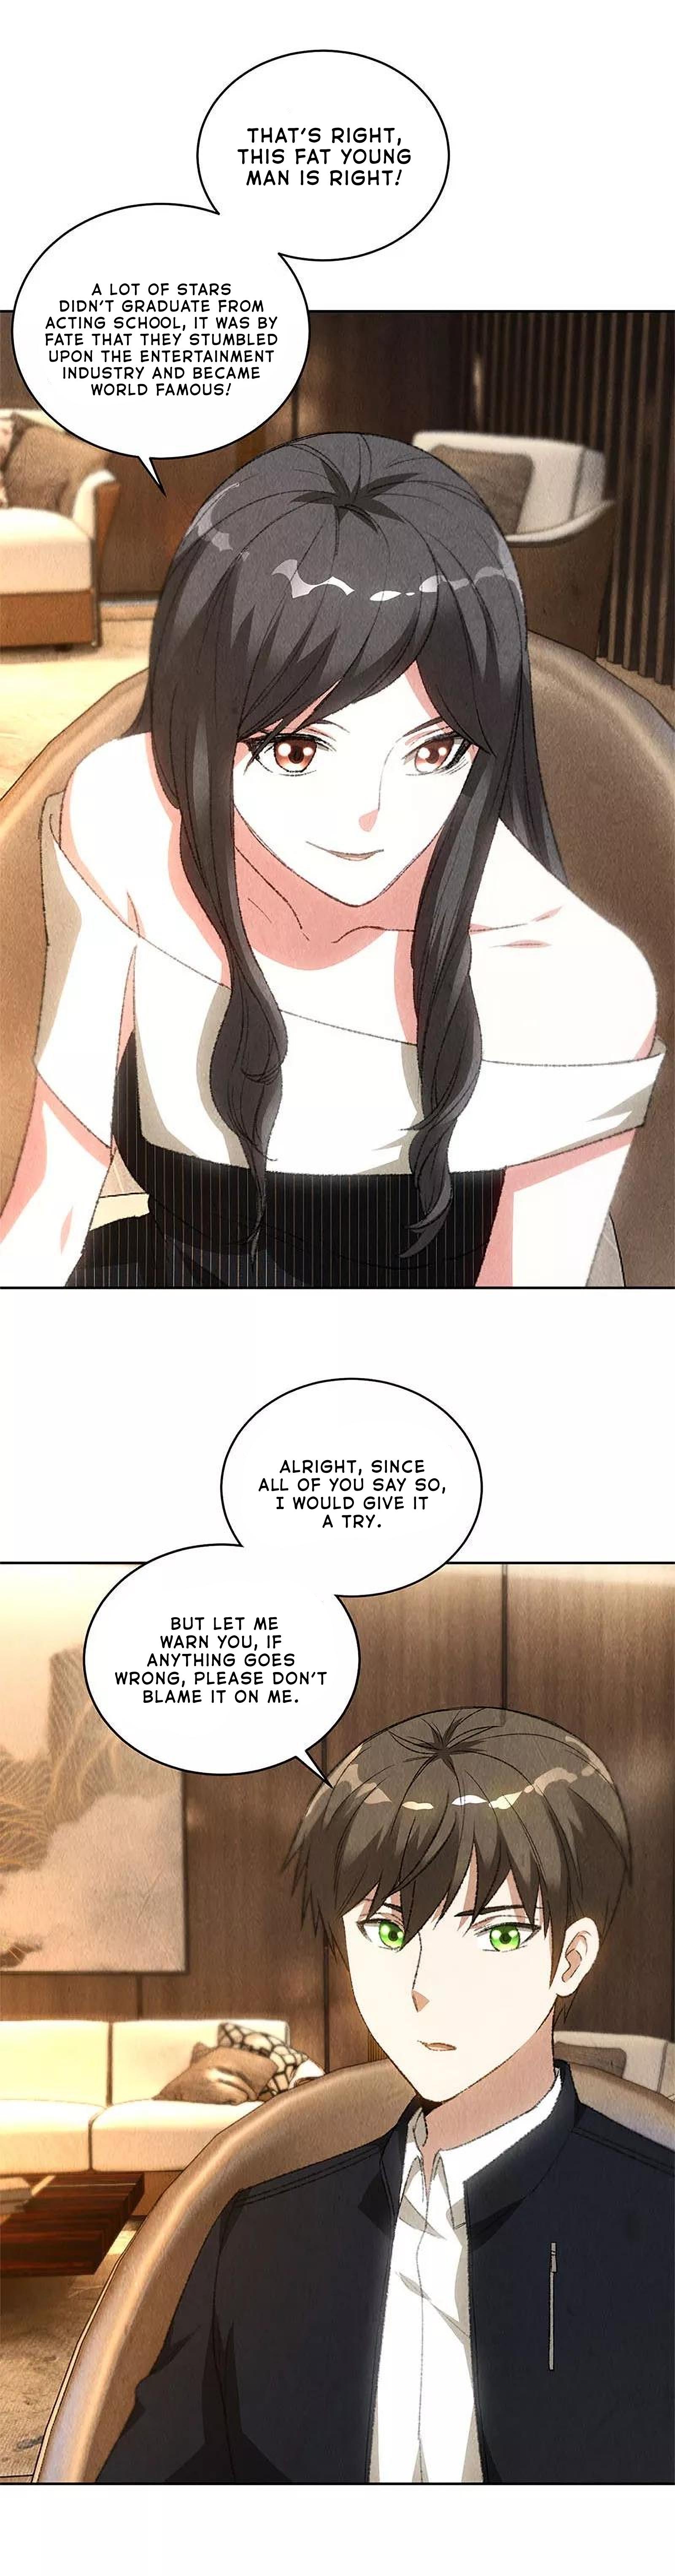 THAT'S RIGHT,
THIS FAT YOUNG
MAN IS RIGHT!
A LOT OF STARS
DIDN'T GRADUATE FROM
ACTING SCHOOL, IT WAS BY
FATE THAT THEY STUMBLED
UPON THE ENTERTAINMENT
INDUSTRY AND BECAME
WORLD FAMOUS!
ALRIGHT, SINCE
ALL OF YOU SAY SO,
I WOULD GIVE IT
A TRY.
BUT LET ME
WARN YOU, IF
ANYTHING GOES
WRONG, PLEASE DON'T
BLAME IT ON ME.